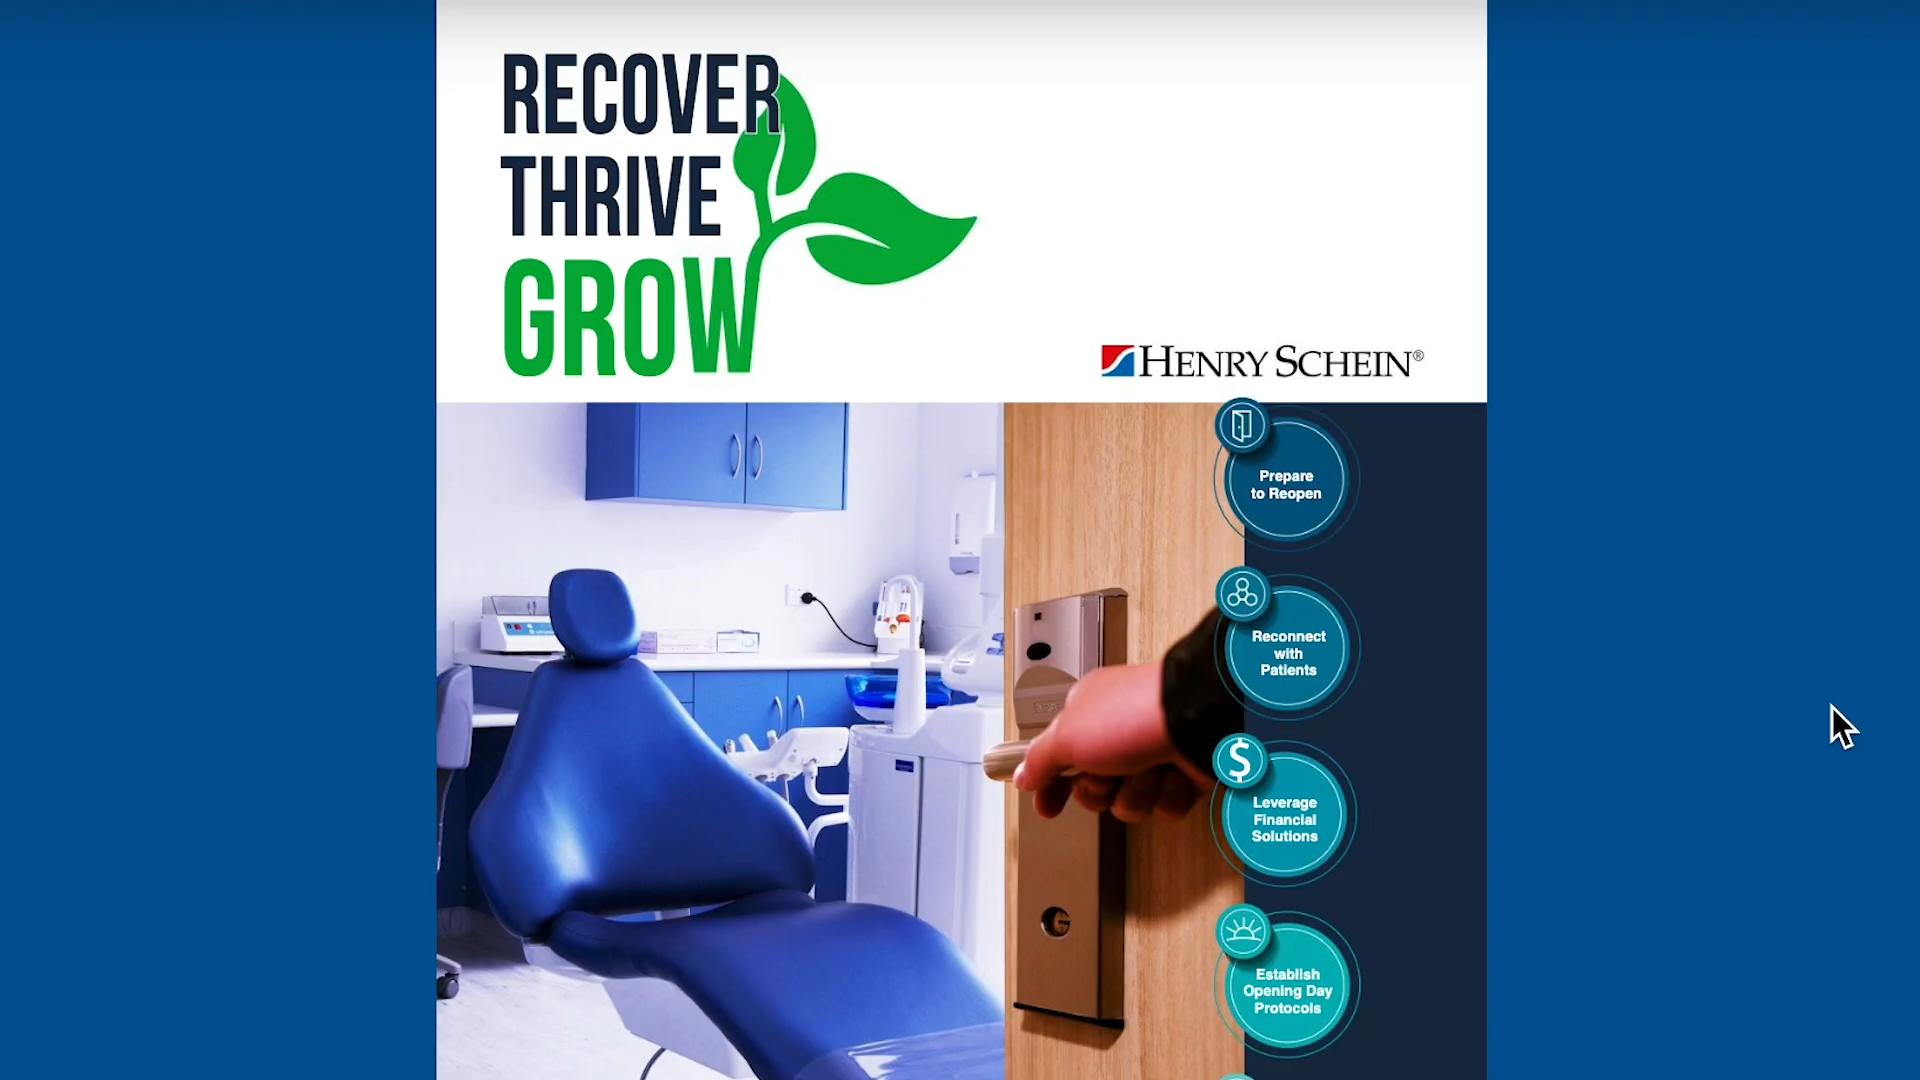 RECOVER
THRIVE
GROW
HENRY SCHEIN®
Prepare
to Reopen
Reconnect
with
Patients
$
Leverage
Financial
Solutions
Establish
Opening Day
Protocols